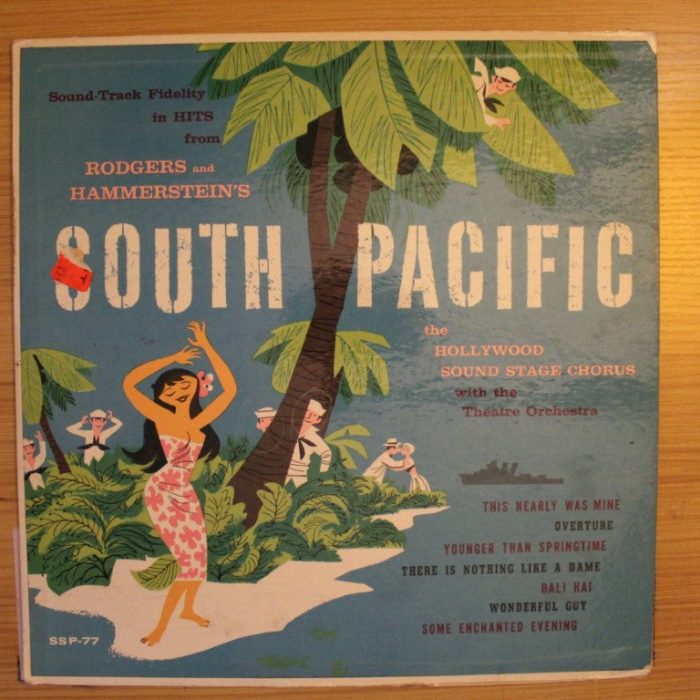 Sound-Track Fidelity
in HITS
from
RODGERS and
HAMMERSTEIN'S
SOUTH PACIFIC
the
HOLLYWOOD
SOUND STAGE CHORUS
with the
Theatre Orchestra
THIS NEARLY WAS MINE
OVERTURE
YOUNGER THAN SPRINGTIME
THERE IS NOTHING LIKE A DAME
BALI HAI
WONDERFUL GUY
SOME ENCHANTED EVENING
SSP-77